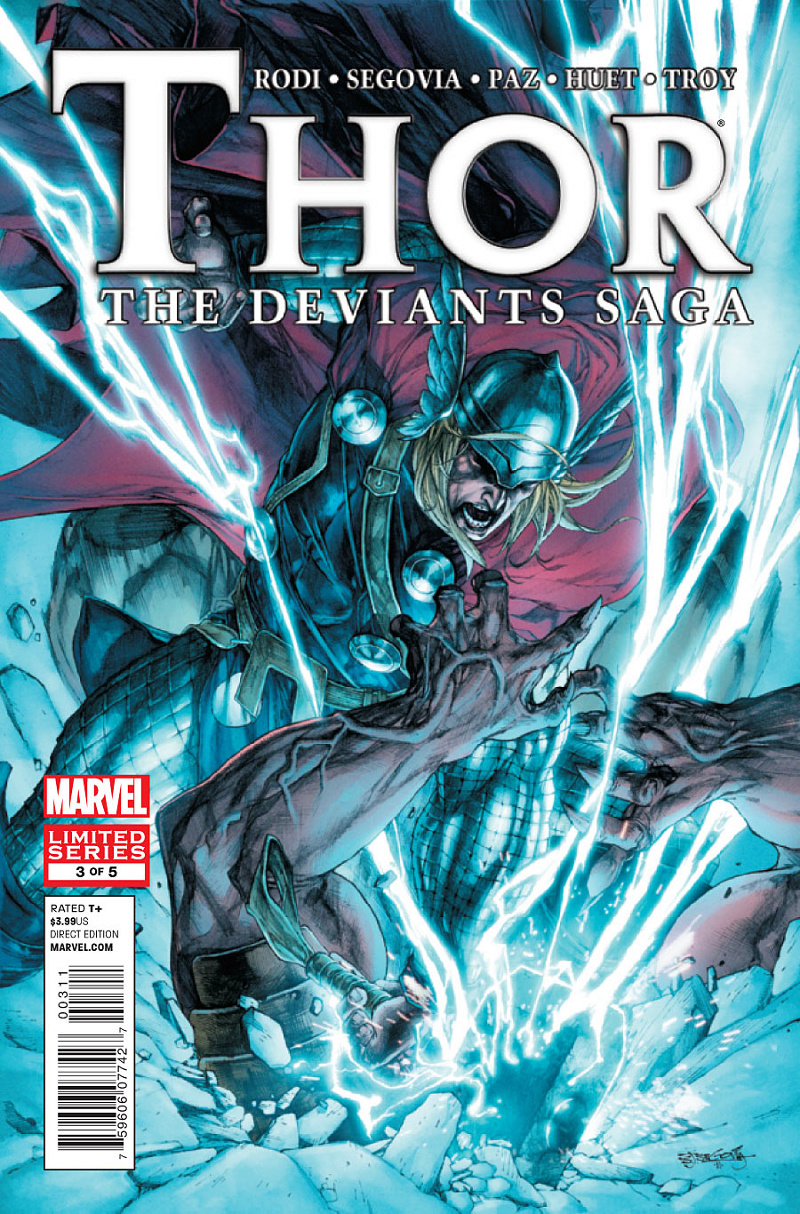 RODI • SEGOVIA • PAZ • HUET • TROY
THOR®
THE DEVIANTS SAGA
MARVEL
LIMITED
SERIES
3 OF 5
RATED T+
$3.99US
DIRECT EDITION
MARVEL.COM
00311
7 59606 07742 7